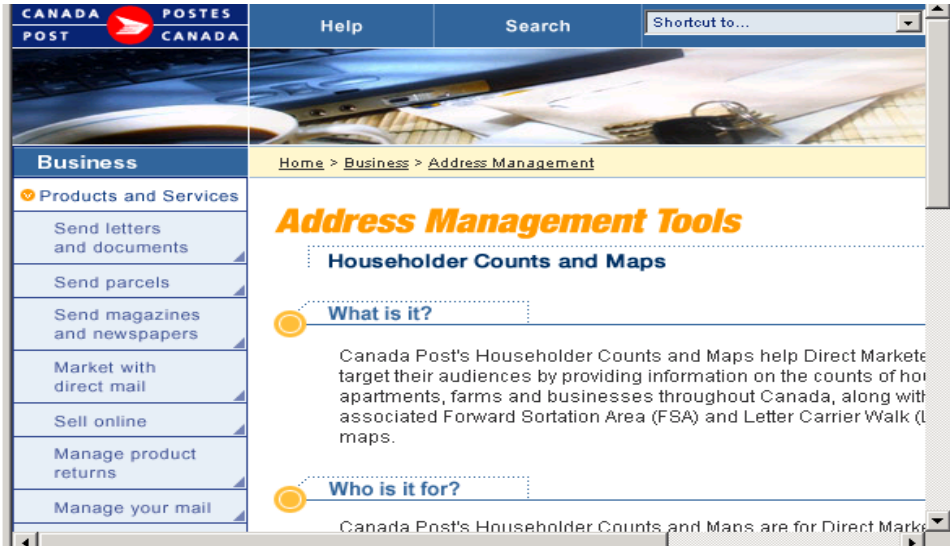 CANADA POSTES
POST CANADA
Help
Search
Shortcut to...
Business
Home > Business > Address Management
Products and Services
Send letters
and documents
Send parcels
Send magazines
and newspapers
Market with
direct mail
Sell online
Manage product
returns
Manage your mail
Address Management Tools
Householder Counts and Maps
What is it?
Canada Post's Householder Counts and Maps help Direct
target their audiences by providing information on the counts of
apartments, farms and businesses throughout Canada, along with
associated Forward Sortation Area (FSA) and Letter Carrier Walk
maps.
Who is it for?
Canada Post's Householder Counts and Maps are for Direct